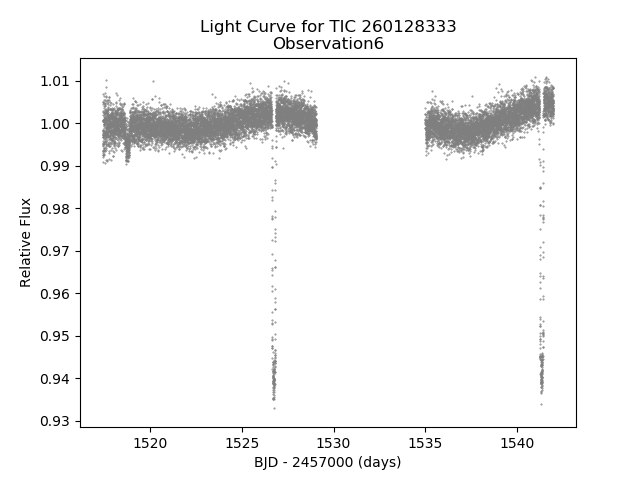 Light Curve for TIC 260128333
Observation6
1.01
1.00
0.99
0.98
0.97
0.96
0.95
0.94
0.93
Relative Flux
1520 1525 1530 1535 1540
BJD - 2457000 (days)